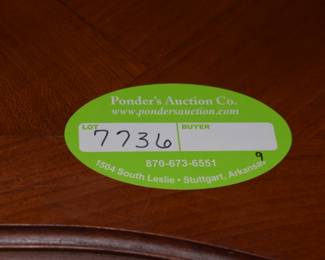 Ponder's Auction Co.
www.pondersauction.com
LOT BUYER
7736
870-673-6551
9
1504 South Leslie • Stuttgart, Arkansas